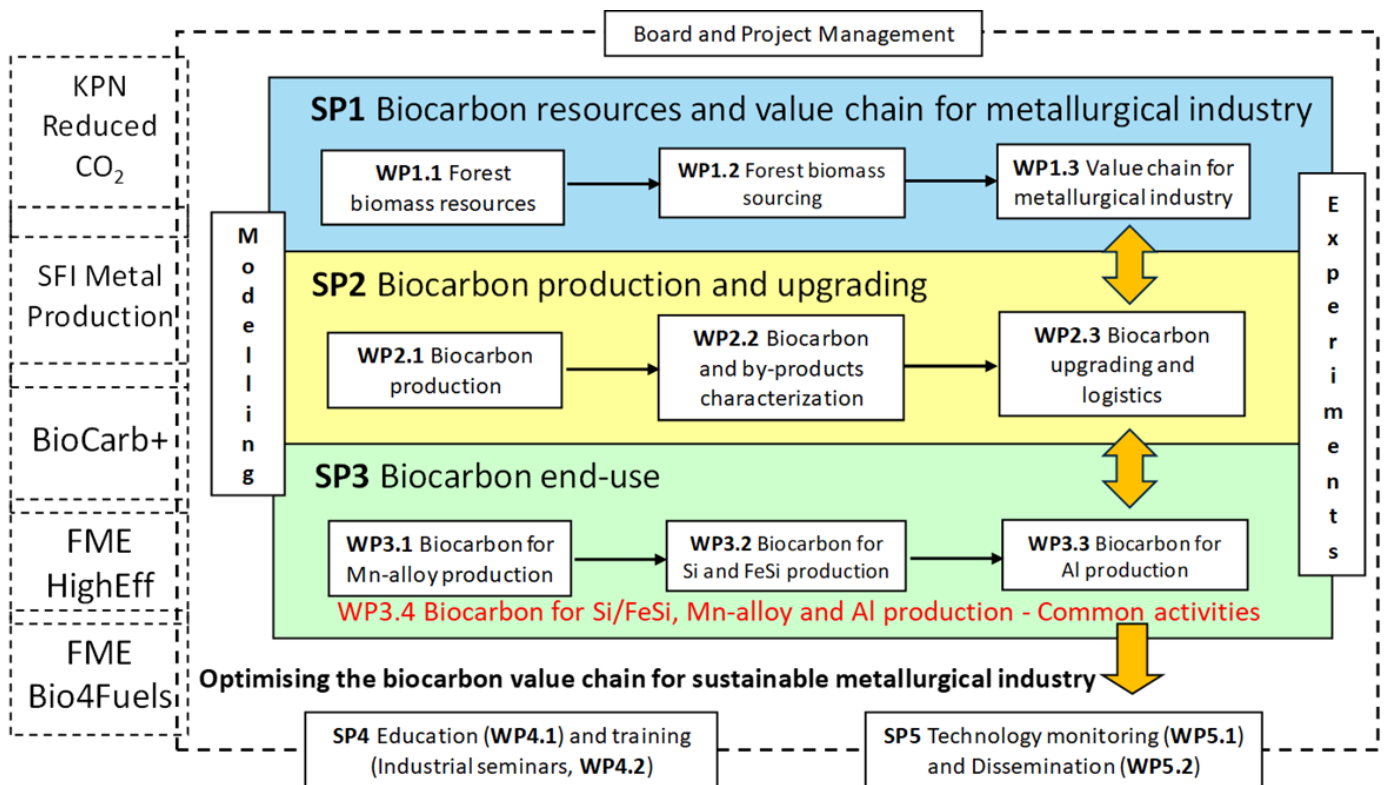 Board and Project Management
KPN
Reduced
CO₂
SFI Metal
Production
BioCarb+
FME
HighEff
FME
Bio4Fuels
SP1 Biocarbon resources and value chain for metallurgical industry
WP1.1 Forest
biomass resources
WP1.2 Forest biomass
sourcing
WP1.3 Value chain for
metallurgical industry
Modelling
Experiments
SP2 Biocarbon production and upgrading
WP2.1 Biocarbon
production
WP2.2 Biocarbon
and by-products
characterization
WP2.3 Biocarbon
upgrading and
logistics
SP3 Biocarbon end-use
WP3.1 Biocarbon for
Mn-alloy production
WP3.2 Biocarbon for
Si and FeSi production
WP3.3 Biocarbon for
Al production
WP3.4 Biocarbon for Si/FeSi, Mn-alloy and Al production - Common activities
Optimising the biocarbon value chain for sustainable metallurgical industry
SP4 Education (WP4.1) and training
(Industrial seminars, WP4.2)
SP5 Technology monitoring (WP5.1)
and Dissemination (WP5.2)